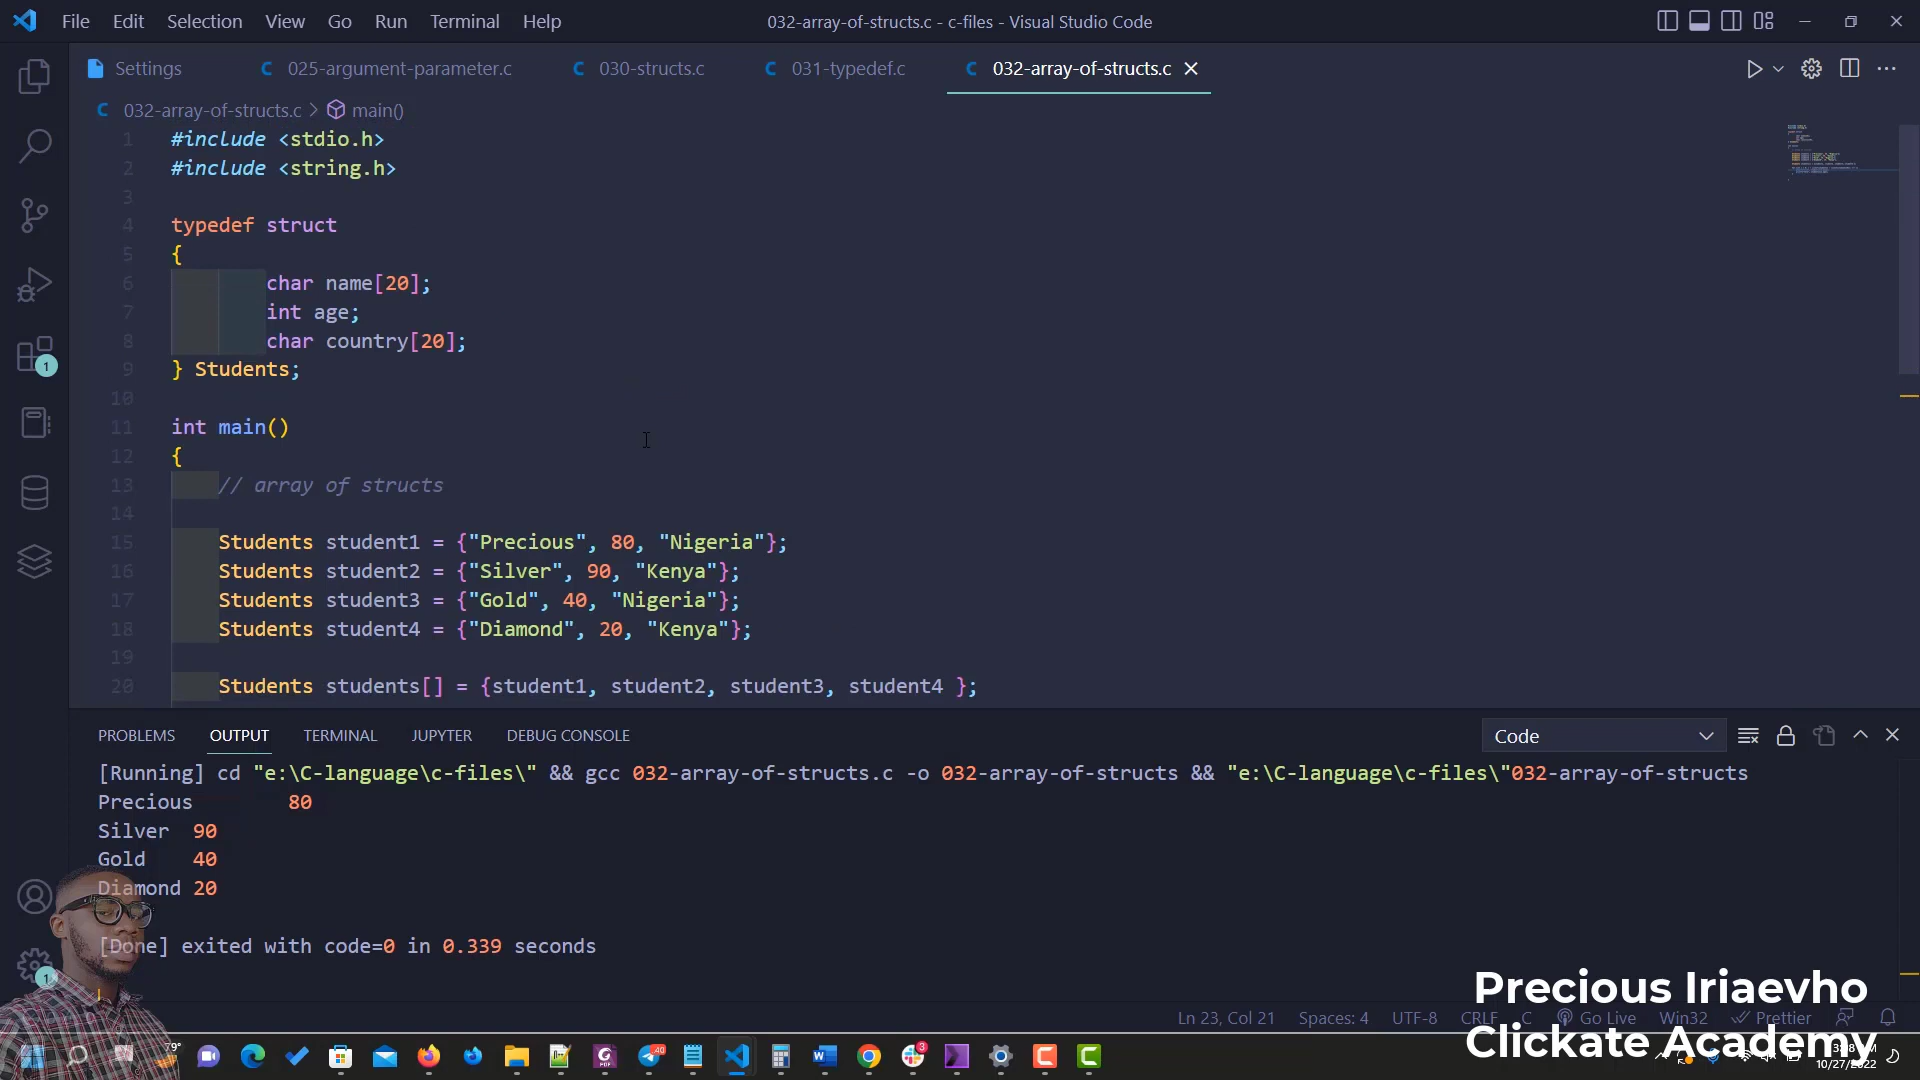 File Edit Selection View Go Run Terminal Help
032-array-of-structs.c - c-files - Visual Studio Code
Settings 025-argument-parameter.c 030-structs.c 031-typedef.c 032-array-of-structs.c
032-array-of-structs.c > main()
1 #include <stdio.h>
2 #include <string.h>
3
4 typedef struct
5 {
6 char name[20];
7 int age;
8 char country[20];
9 } Students;
10
11 int main()
12 {
13 // array of structs
14
15 Students student1 = {"Precious", 80, "Nigeria"};
16 Students student2 = {"Silver", 90, "Kenya"};
17 Students student3 = {"Gold", 40, "Nigeria"};
18 Students student4 = {"Diamond", 20, "Kenya"};
19
20 Students students[] = {student1, student2, student3, student4 };
PROBLEMS OUTPUT TERMINAL JUPYTER DEBUG CONSOLE
Code
[Running] cd "e:\C-language\c-files\" && gcc 032-array-of-structs.c -o 032-array-of-structs && "e:\C-language\c-files\"032-array-of-structs
Precious 80
Silver 90
Gold 40
Diamond 20
[Done] exited with code=0 in 0.339 seconds
Precious Iriaevho
Ln 23, Col 21 Spaces: 4 UTF-8 CRLF C Go Live Win32 Prettier
Clickate Academy
79°
10/27/2022